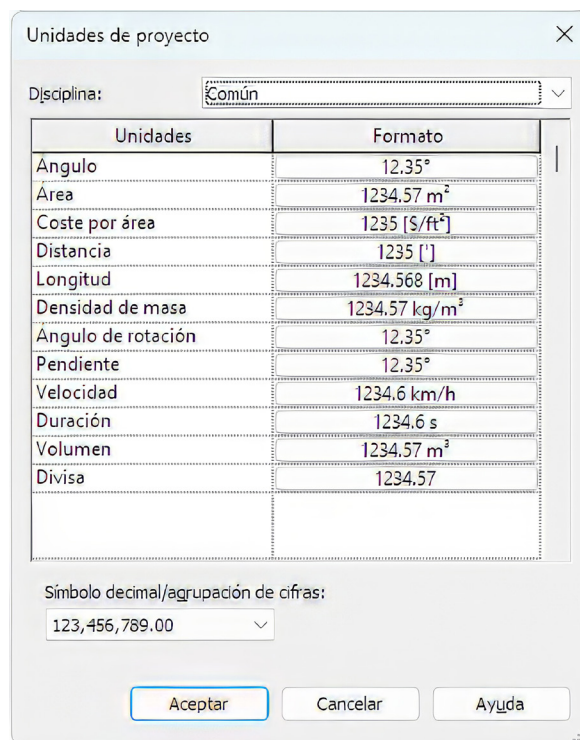 Unidades de proyecto
Disciplina: Común
Unidades Formato
Ángulo 12.35°
Área 1234.57 m²
Coste por área 1235 [$/ft²]
Distancia 1235 [']
Longitud 1234.568 [m]
Densidad de masa 1234.57 kg/m³
Ángulo de rotación 12.35°
Pendiente 12.35°
Velocidad 1234.6 km/h
Duración 1234.6 s
Volumen 1234.57 m³
Divisa 1234.57
Símbolo decimal/agrupación de cifras:
123,456,789.00
Aceptar Cancelar Ayuda